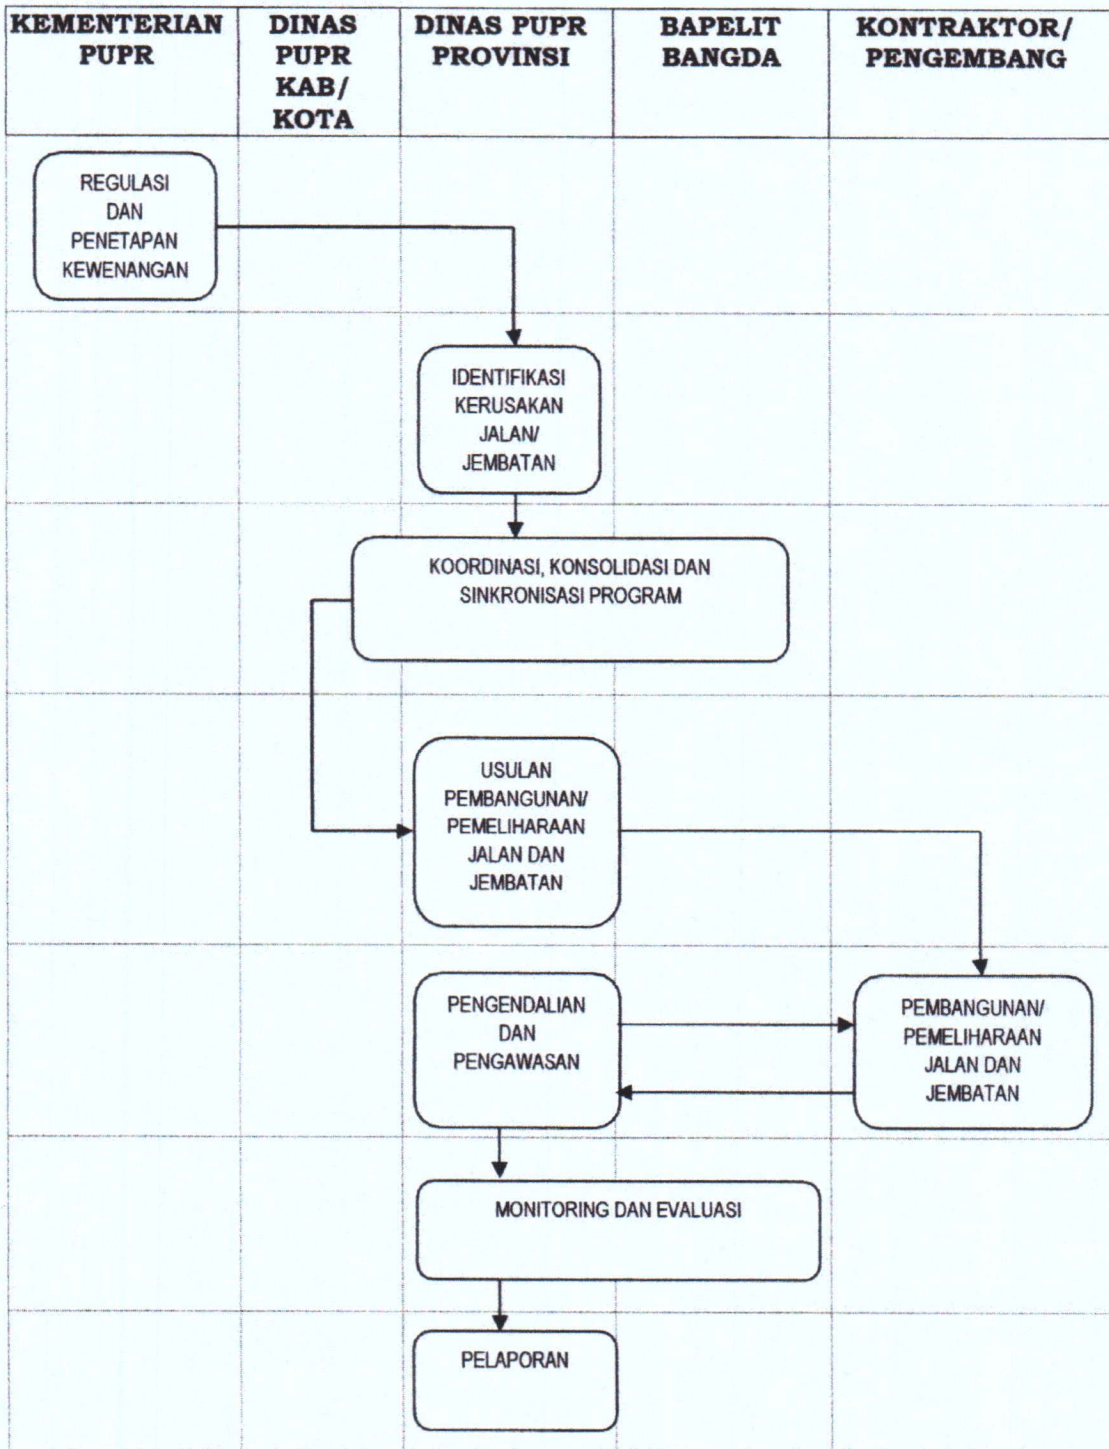 KEMENTERIAN
PUPR
DINAS
PUPR
KAB/
KOTA
DINAS PUPR
PROVINSI
BAPELIT
BANGDA
KONTRAKTOR/
PENGEMBANG
REGULASI
DAN
PENETAPAN
KEWENANGAN
IDENTIFIKASI
KERUSAKAN
JALAN/
JEMBATAN
KOORDINASI, KONSOLIDASI DAN
SINKRONISASI PROGRAM
USULAN
PEMBANGUNAN/
PEMELIHARAAN
JALAN DAN
JEMBATAN
PENGENDALIAN
DAN
PENGAWASAN
PEMBANGUNAN/
PEMELIHARAAN
JALAN DAN
JEMBATAN
MONITORING DAN EVALUASI
PELAPORAN